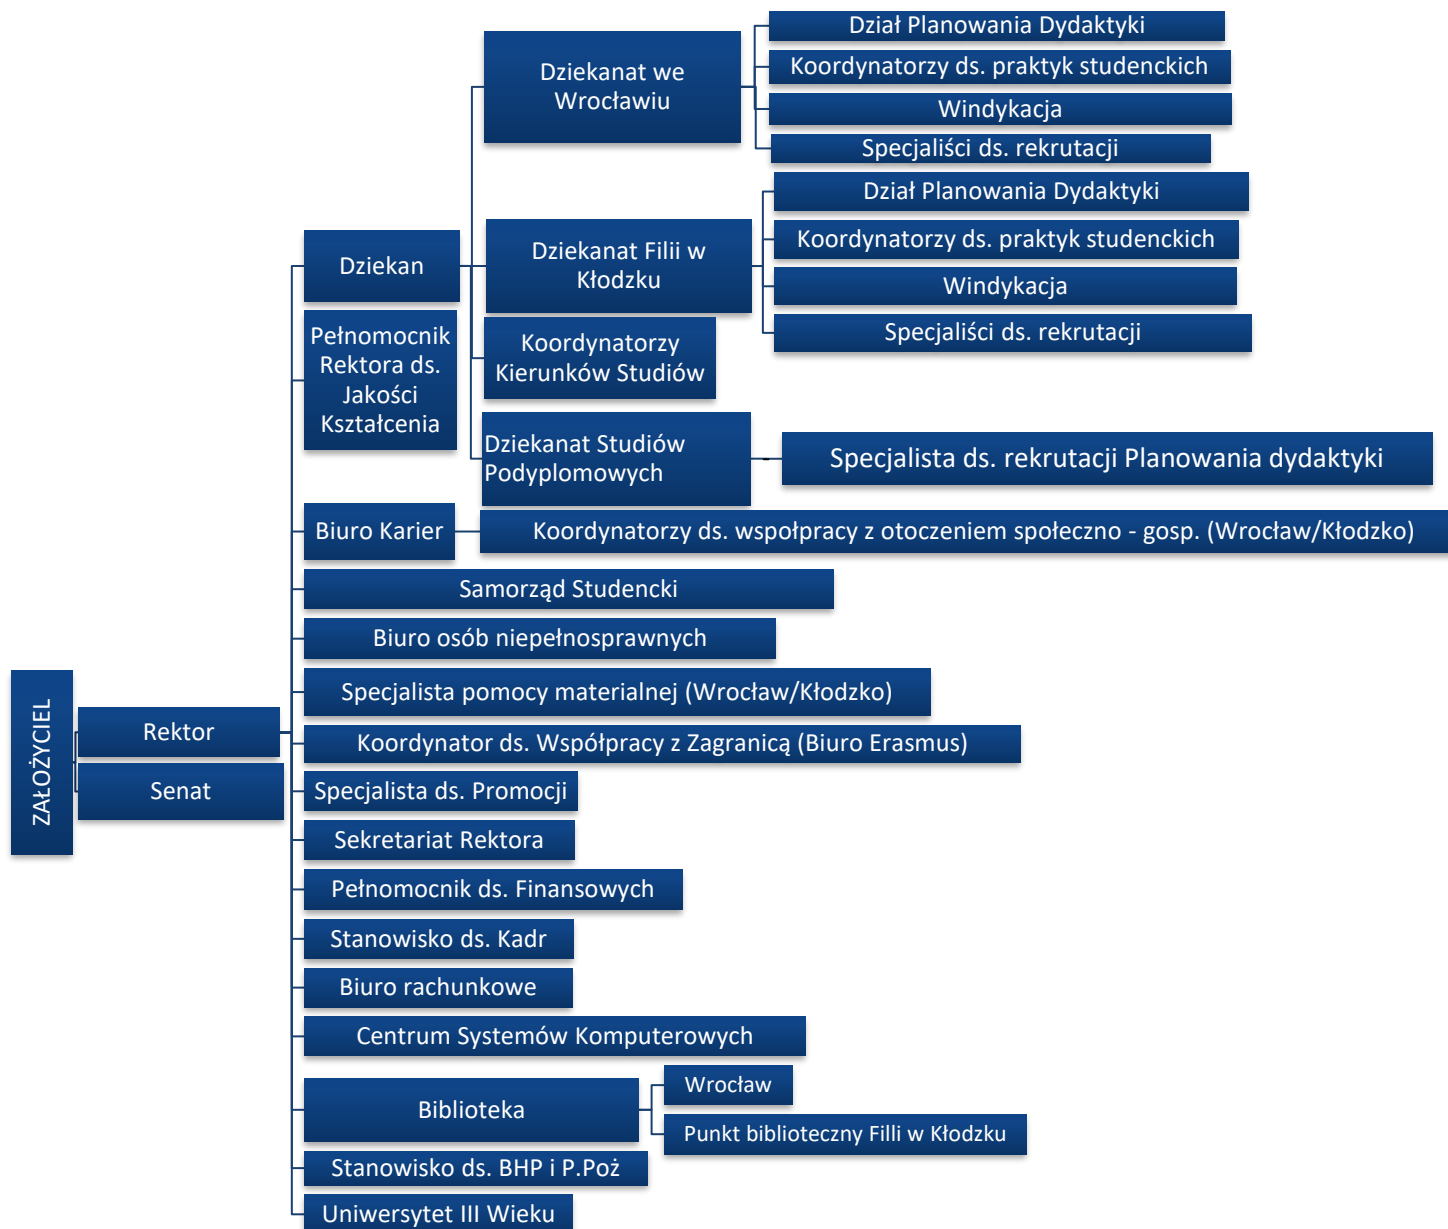 Dział Planowania Dydaktyki
Koordynatorzy ds. praktyk studenckich
Windykacja
Specjaliści ds. rekrutacji
Dziekanat we
Wrocławiu
Dział Planowania Dydaktyki
Koordynatorzy ds. praktyk studenckich
Windykacja
Specjaliści ds. rekrutacji
Dziekanat Filii w
Kłodzku
Dziekan
Koordynatorzy
Kierunków Studiów
Pełnomocnik
Rektora ds.
Jakości
Kształcenia
Dziekanat Studiów
Podyplomowych
Specjalista ds. rekrutacji Planowania dydaktyki
Biuro Karier
Koordynatorzy ds. wspołpracy z otoczeniem społeczno - gosp. (Wrocław/Kłodzko)
Samorząd Studencki
Biuro osób niepełnosprawnych
Specjalista pomocy materialnej (Wrocław/Kłodzko)
ZAŁOŻYCIEL
Rektor
Senat
Koordynator ds. Współpracy z Zagranicą (Biuro Erasmus)
Specjalista ds. Promocji
Sekretariat Rektora
Pełnomocnik ds. Finansowych
Stanowisko ds. Kadr
Biuro rachunkowe
Centrum Systemów Komputerowych
Biblioteka
Wrocław
Punkt biblioteczny Filli w Kłodzku
Stanowisko ds. BHP i P.Poż
Uniwersytet III Wieku